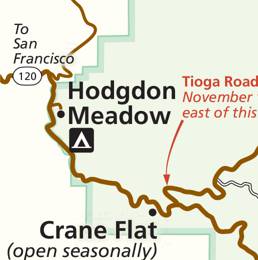 To
San
Francisco
120
Hodgdon
Meadow
Tioga Road
November
east of this
Crane Flat
(open seasonally)